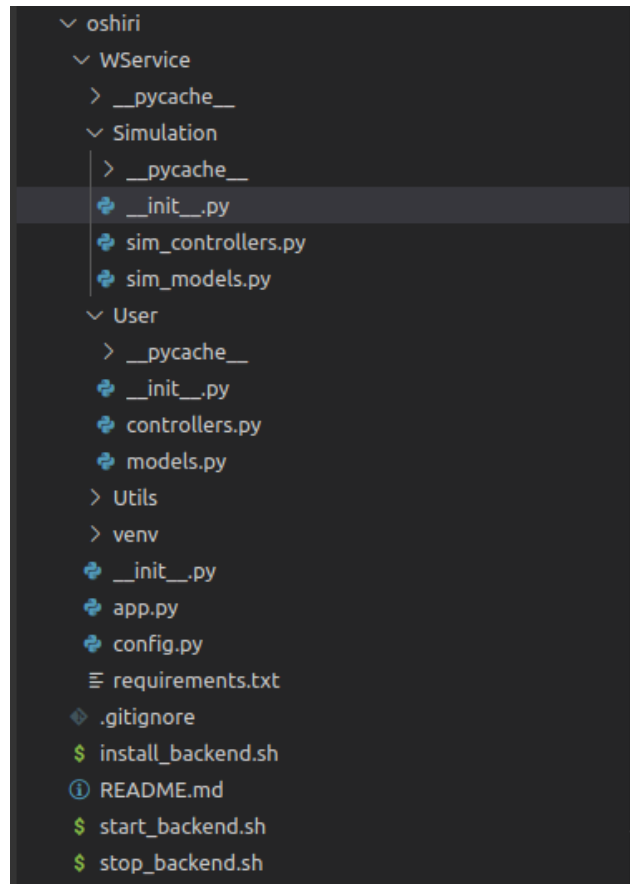 oshiri
WService
__pycache__
Simulation
__pycache__
__init__.py
sim_controllers.py
sim_models.py
User
__pycache__
__init__.py
controllers.py
models.py
Utils
venv
__init__.py
app.py
config.py
requirements.txt
.gitignore
$ install_backend.sh
README.md
$ start_backend.sh
$ stop_backend.sh